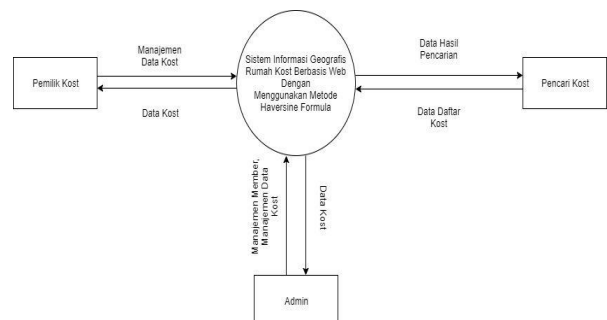 Manajemen
Data Kost
Sistem Informasi Geografis
Rumah Kost Berbasis Web
Dengan
Menggunakan Metode
Haversine Formula
Data Hasil
Pencarian
Pemilik Kost
Pencari Kost
Data Kost
Data Daftar
Kost
Manajemen Member,
Manajemen Data
Kost
Data Kost
Admin